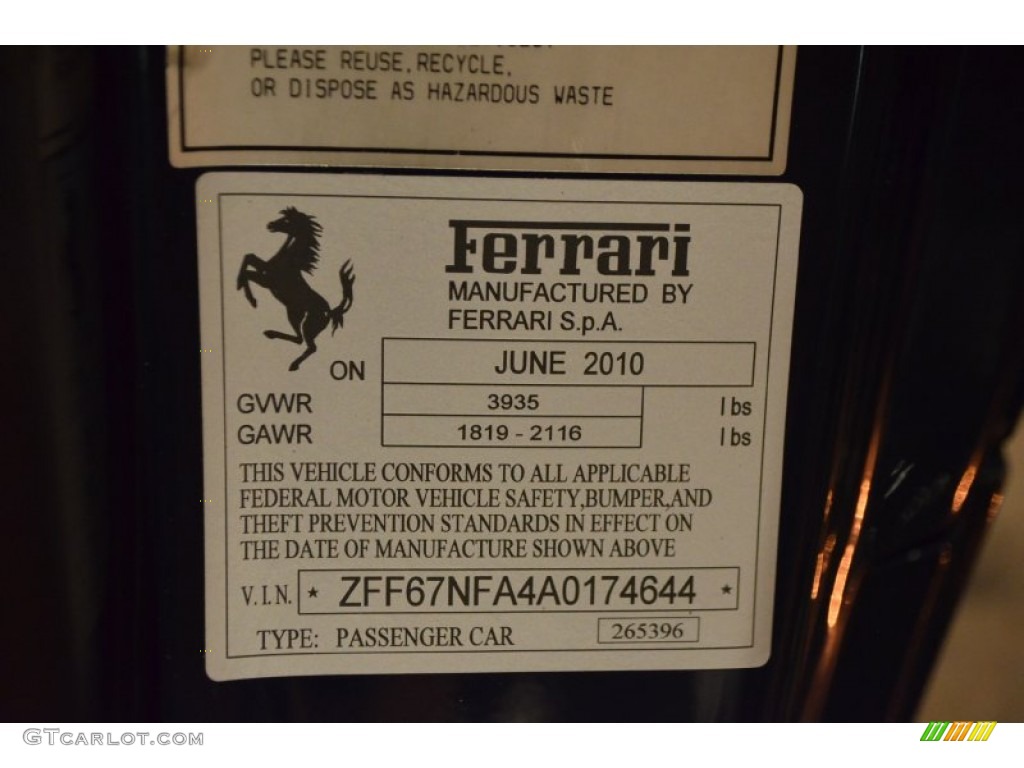 PLEASE REUSE, RECYCLE,
OR DISPOSE AS HAZARDOUS WASTE
Ferrari
MANUFACTURED BY
FERRARI S.p.A.
ON JUNE 2010
GVWR 3935 lbs
GAWR 1819 - 2116 lbs
THIS VEHICLE CONFORMS TO ALL APPLICABLE
FEDERAL MOTOR VEHICLE SAFETY,BUMPER,AND
THEFT PREVENTION STANDARDS IN EFFECT ON
THE DATE OF MANUFACTURE SHOWN ABOVE
V.I.N. * ZFF67NFA4A0174644 *
TYPE: PASSENGER CAR 265396
GTCARLOT.COM